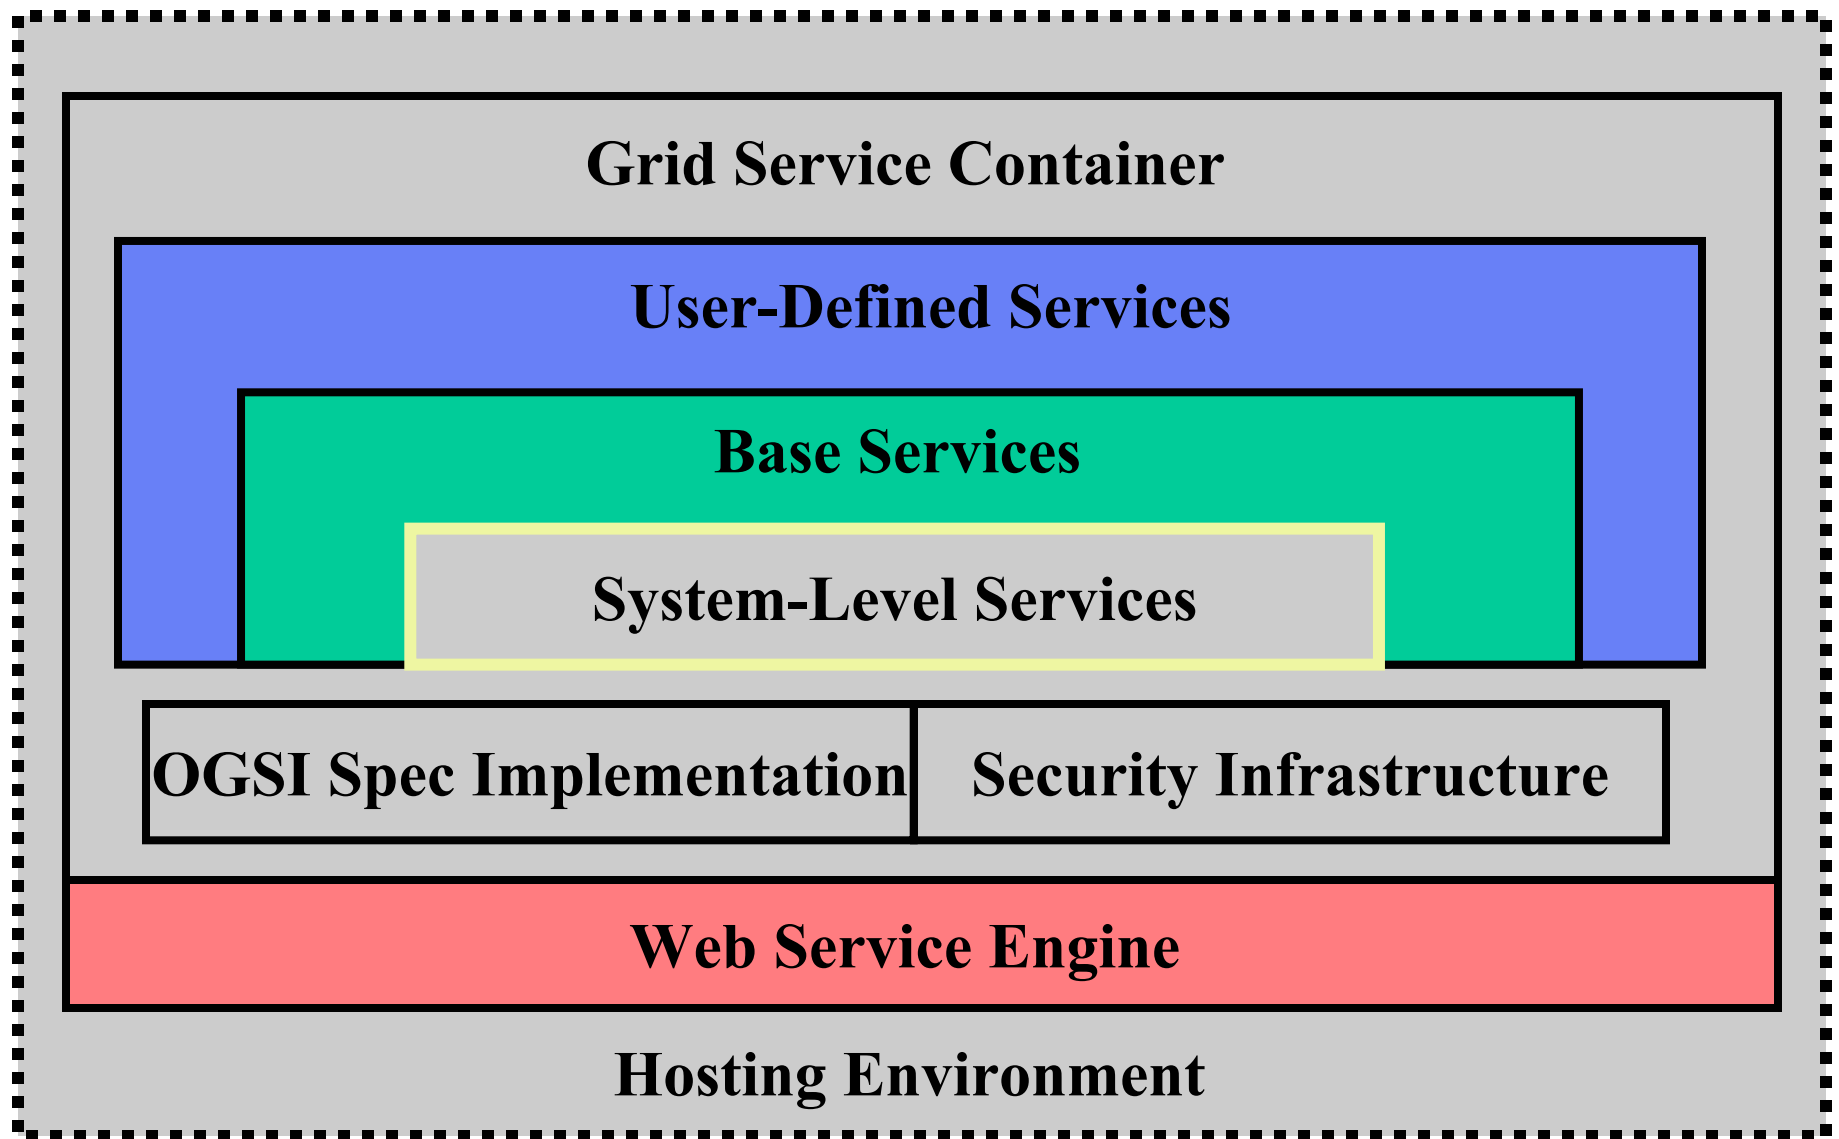 Grid Service Container
User-Defined Services
Base Services
System-Level Services
OGSI Spec Implementation
Security Infrastructure
Web Service Engine
Hosting Environment